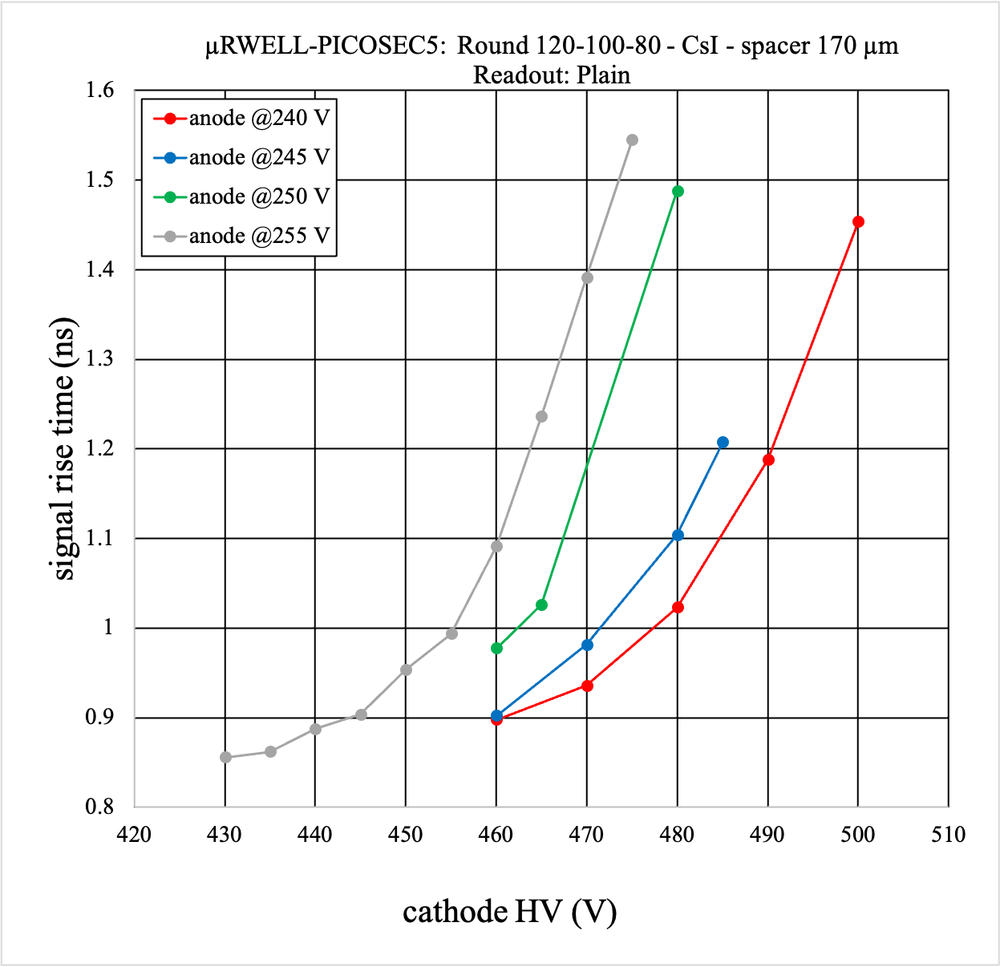 µRWELL-PICOSEC5: Round 120-100-80 - CsI - spacer 170 µm
Readout: Plain
anode @240 V
anode @245 V
anode @250 V
anode @255 V
signal rise time (ns)
1.6
1.5
1.4
1.3
1.2
1.1
1
0.9
0.8
420 430 440 450 460 470 480 490 500 510
cathode HV (V)